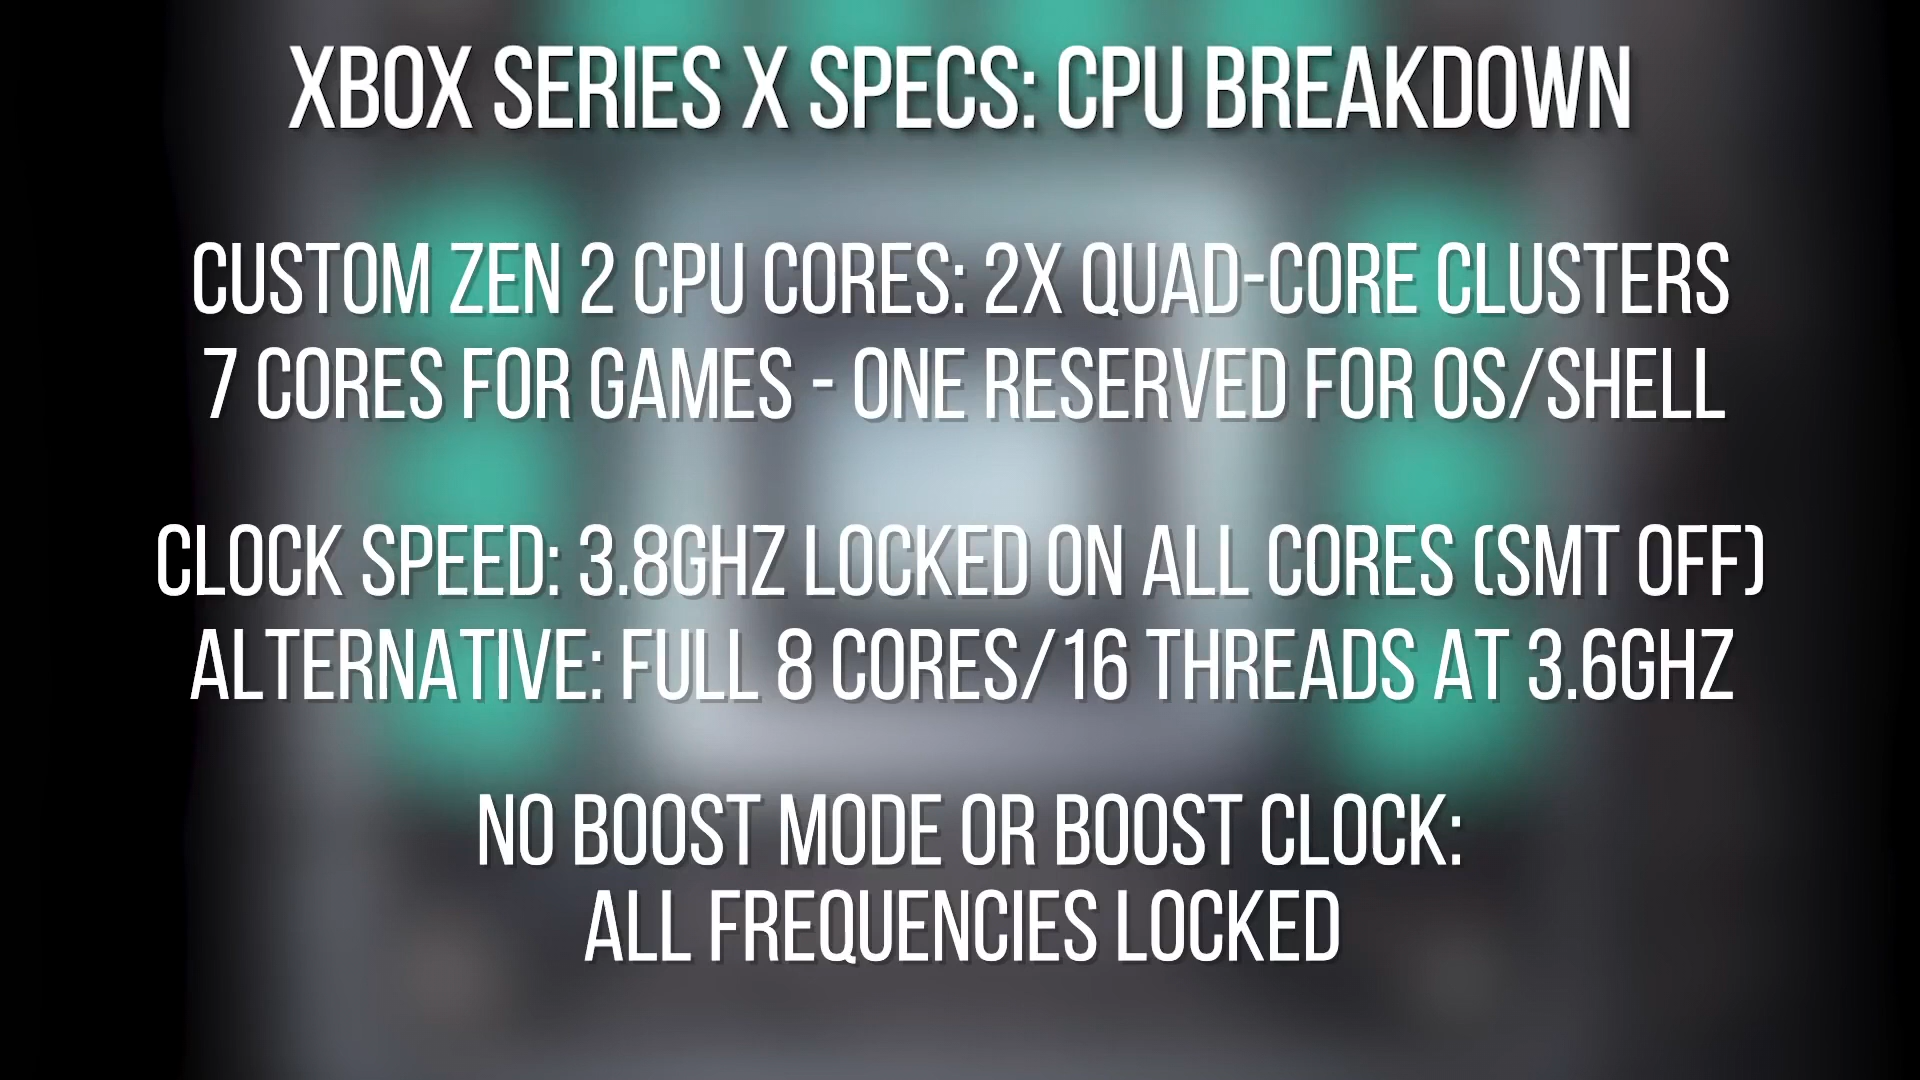 XBOX SERIES X SPECS: CPU BREAKDOWN
CUSTOM ZEN 2 CPU CORES: 2X QUAD-CORE CLUSTERS
7 CORES FOR GAMES - ONE RESERVED FOR OS/SHELL
CLOCK SPEED: 3.8GHZ LOCKED ON ALL CORES (SMT OFF)
ALTERNATIVE: FULL 8 CORES/16 THREADS AT 3.6GHZ
NO BOOST MODE OR BOOST CLOCK:
ALL FREQUENCIES LOCKED